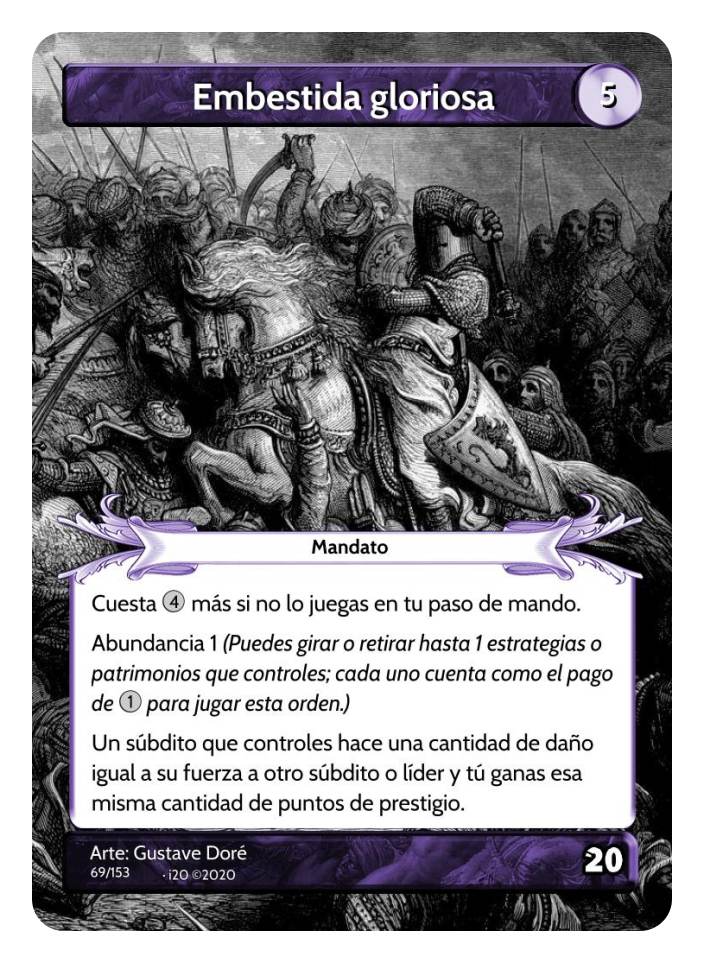 Embestida gloriosa
5
Mandato
Cuesta 4 más si no lo juegas en tu paso de mando.
Abundancia 1 (Puedes girar o retirar hasta 1 estrategias o
patrimonios que controles; cada uno cuenta como el pago
de 1 para jugar esta orden.)
Un súbdito que controles hace una cantidad de daño
igual a su fuerza a otro súbdito o líder y tú ganas esa
misma cantidad de puntos de prestigio.
Arte: Gustave Doré
69/153 · i20 ©2020
20